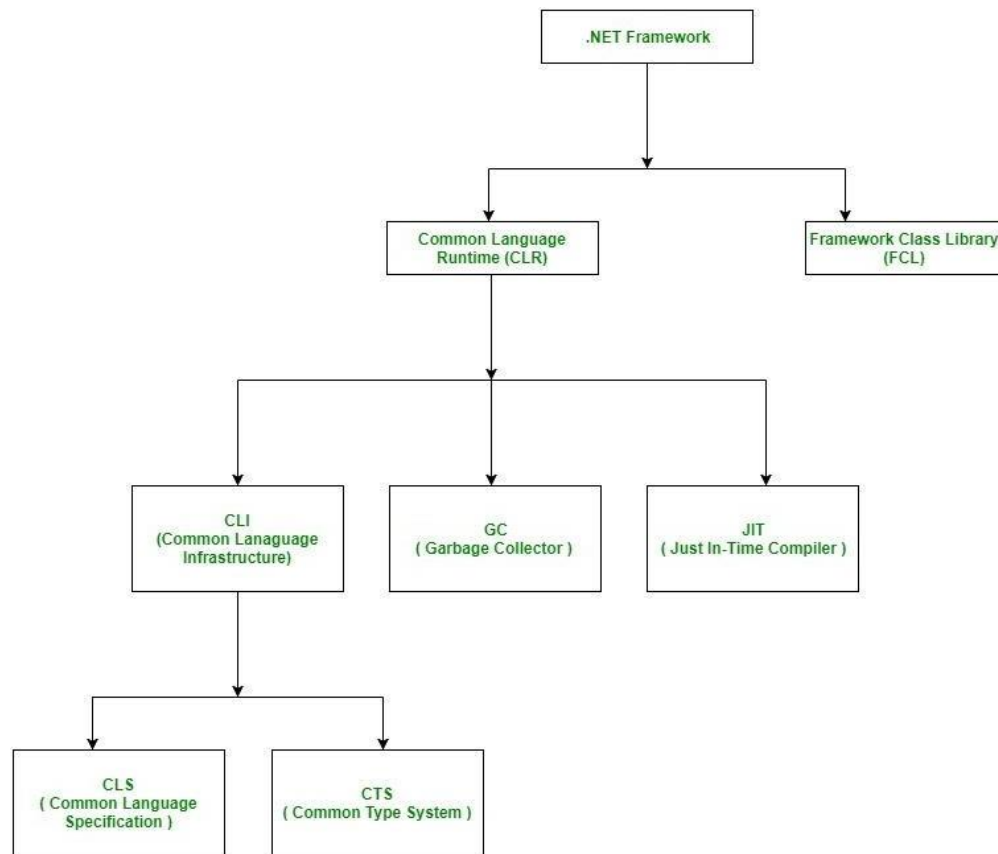 .NET Framework
Common Language
Runtime (CLR)
Framework Class Library
(FCL)
CLI
(Common Lanaguage
Infrastructure)
GC
( Garbage Collector )
JIT
( Just In-Time Compiler )
CLS
( Common Language
Specification )
CTS
( Common Type System )